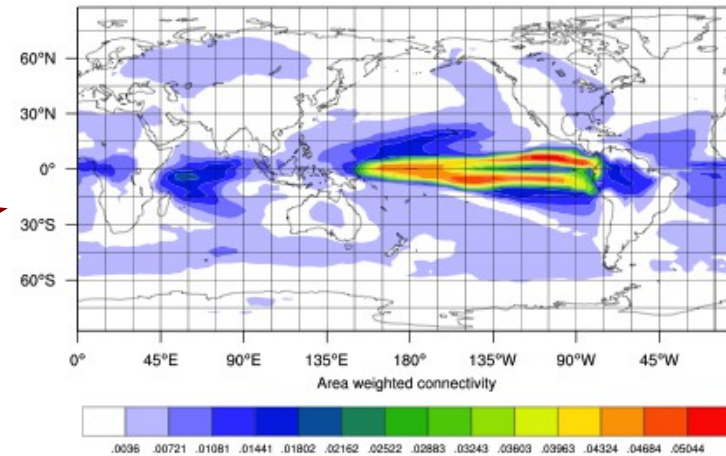 60°N
30°N
0°
30°S
60°S
0° 45°E 90°E 135°E 180° 135°W 90°W 45°W
Area weighted connectivity
.0036 .00721 .01081 .01441 .01802 .02162 .02522 .02883 .03243 .03603 .03963 .04324 .04684 .05044